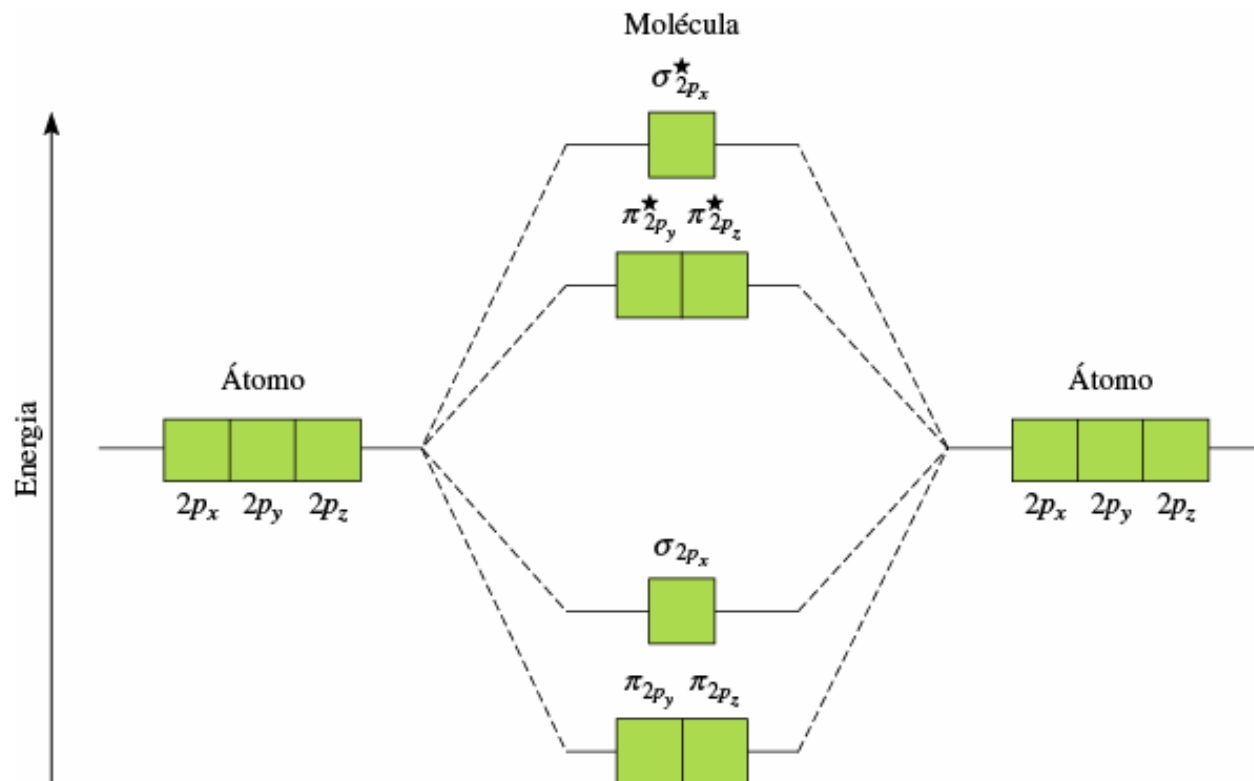 Molécula
σ★2px
π★2py π★2pz
Átomo
Átomo
Energia
2px 2py 2pz
2px 2py 2pz
σ2px
π2py π2pz